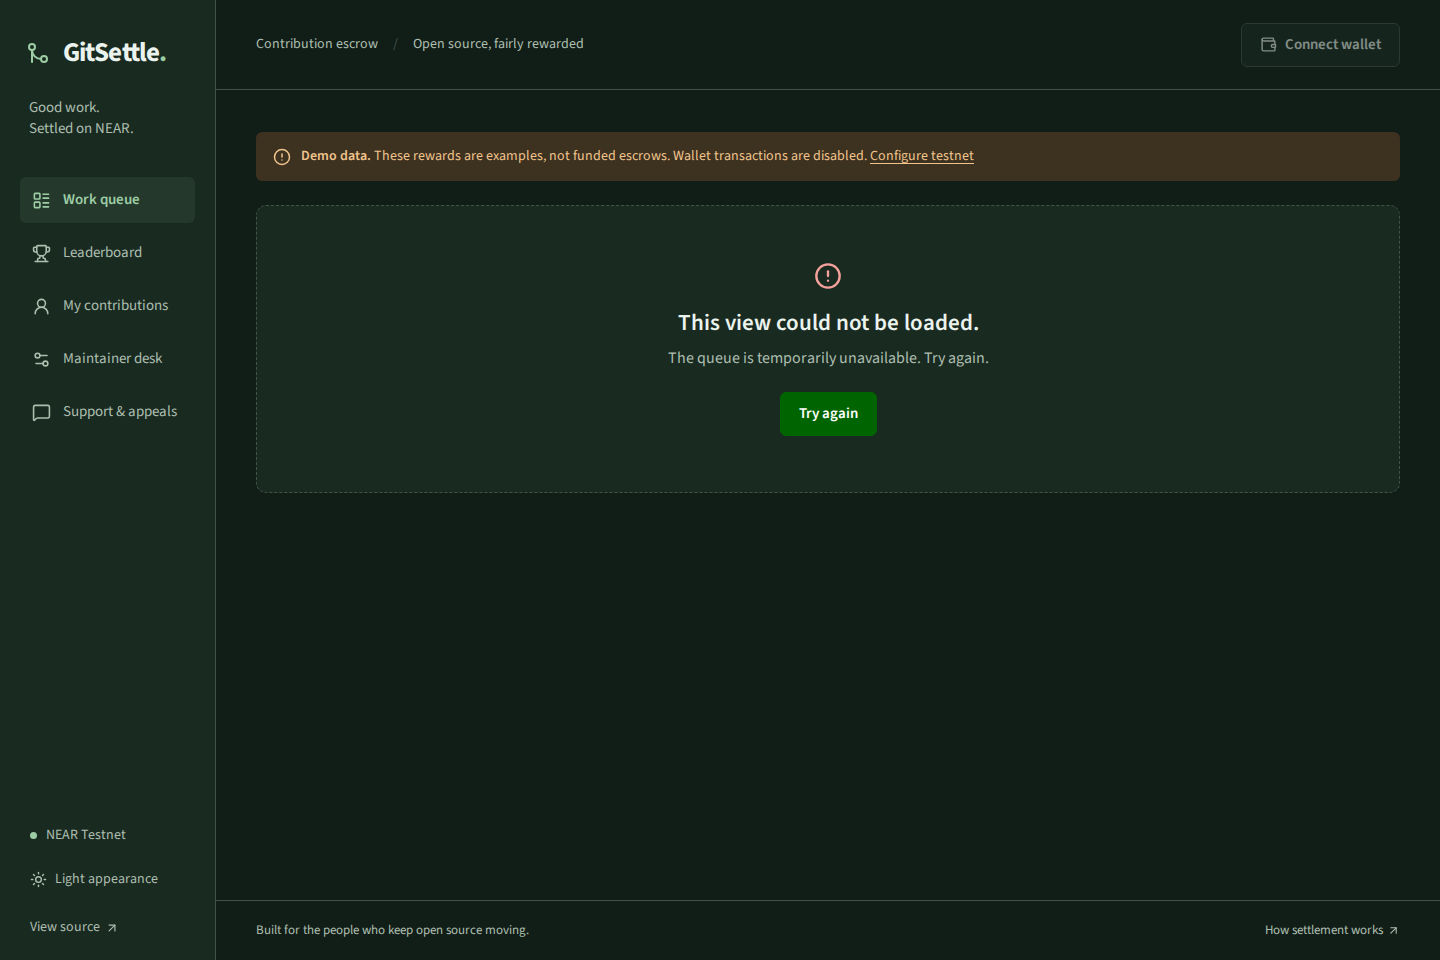 GitSettle.
Good work.
Settled on NEAR.
Work queue
Leaderboard
My contributions
Maintainer desk
Support & appeals
NEAR Testnet
Light appearance
View source
Contribution escrow / Open source, fairly rewarded
Connect wallet
Demo data. These rewards are examples, not funded escrows. Wallet transactions are disabled. Configure testnet
This view could not be loaded.
The queue is temporarily unavailable. Try again.
Try again
Built for the people who keep open source moving.
How settlement works